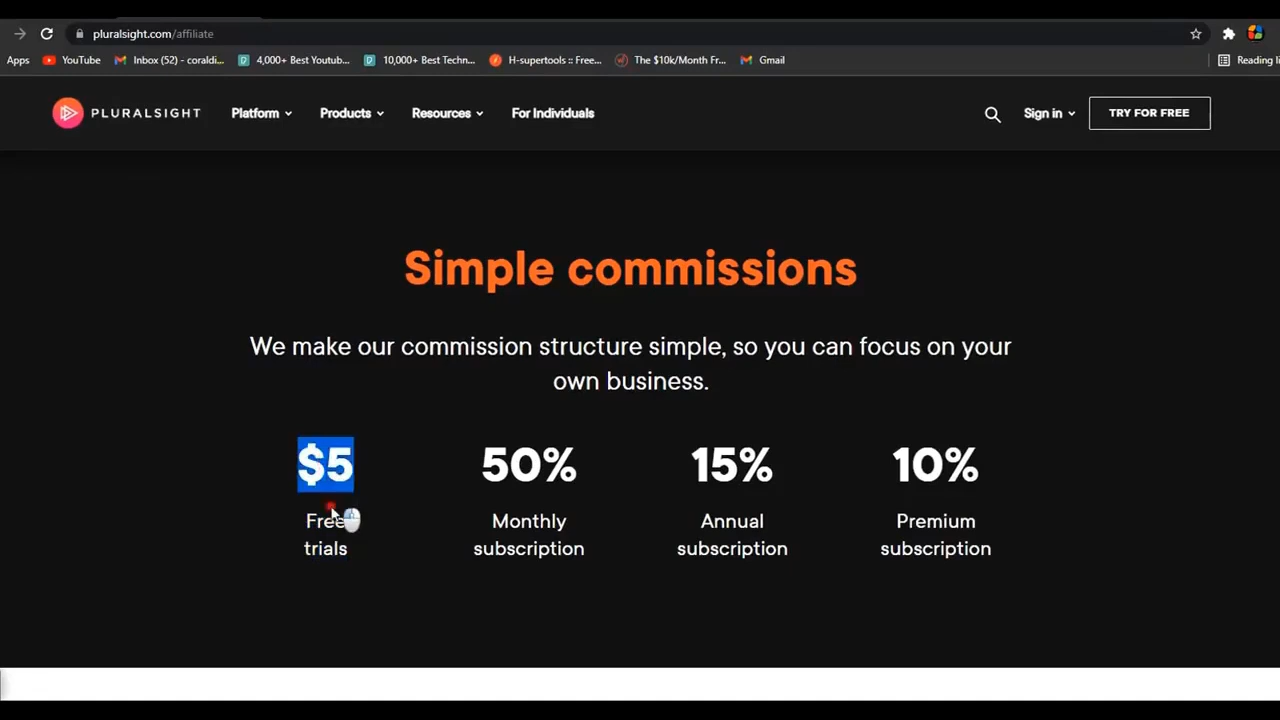 pluralsight.com/affiliate
Apps YouTube Inbox (52) - coraldi... 4,000+ Best Youtub... 10,000+ Best Techn... H-supertools :: Free... The $10k/Month Fr... Gmail Reading li
PLURALSIGHT Platform Products Resources For Individuals Sign in TRY FOR FREE
Simple commissions
We make our commission structure simple, so you can focus on your
own business.
$5 50% 15% 10%
Free Monthly Annual Premium
trials subscription subscription subscription